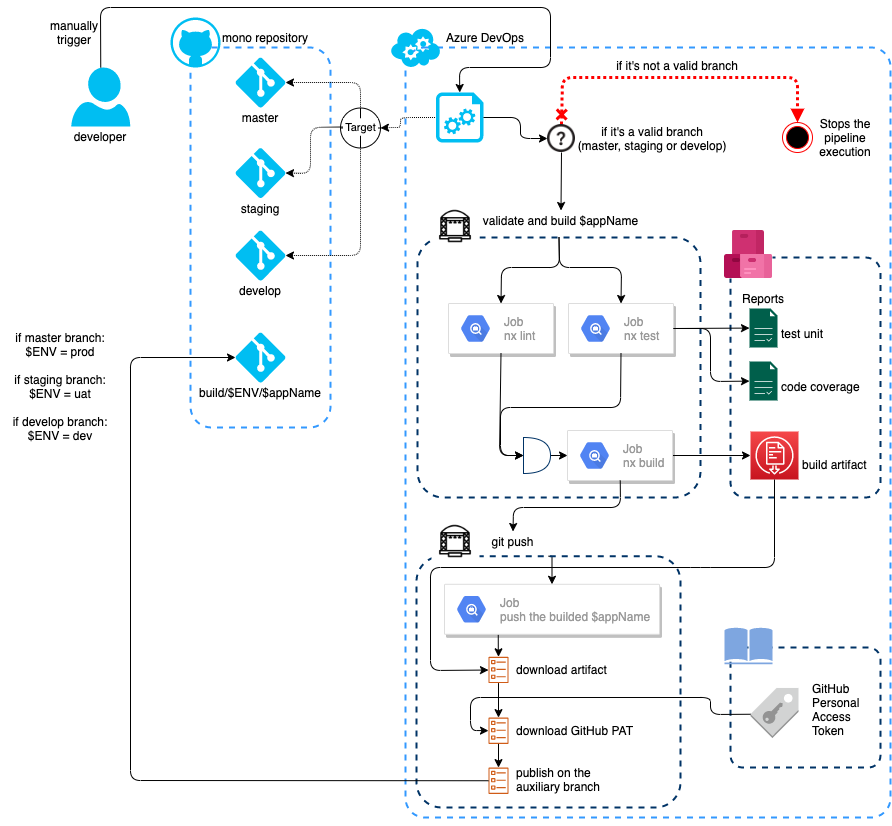 manually
trigger
developer
mono repository
master
staging
develop
build/$ENV/$appName
Target
if master branch:
$ENV = prod
if staging branch:
$ENV = uat
if develop branch:
$ENV = dev
Azure DevOps
if it's not a valid branch
?
if it's a valid branch
(master, staging or develop)
Stops the
pipeline
execution
validate and build $appName
Job
nx lint
Job
nx test
Job
nx build
Reports
test unit
code coverage
build artifact
git push
Job
push the builded $appName
download artifact
download GitHub PAT
publish on the
auxiliary branch
GitHub
Personal
Access
Token